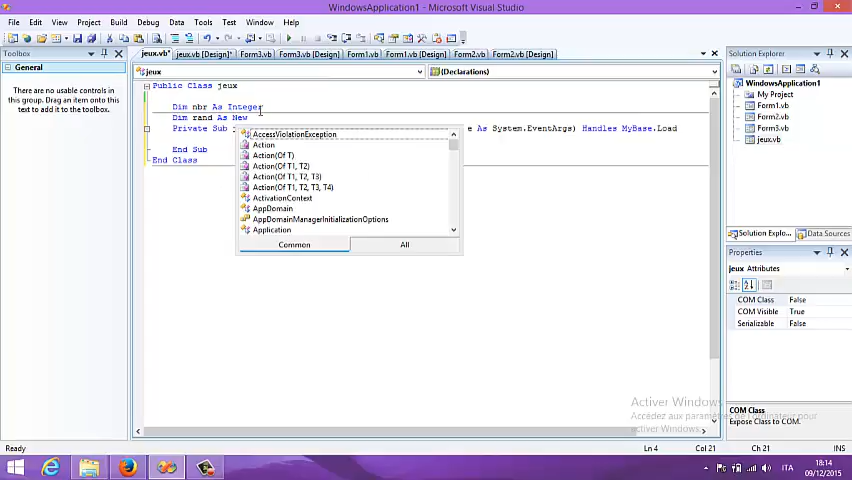 WindowsApplication1 - Microsoft Visual Studio
File Edit View Project Build Debug Data Tools Test Window Help
Toolbox
General
There are no usable controls in
this group. Drag an item onto this
text to add it to the toolbox.
jeux.vb* jeux.vb [Design]* Form3.vb Form3.vb [Design] Form1.vb Form1.vb [Design] Form2.vb Form2.vb [Design]
jeux (Declarations)
Public Class jeux
Dim nbr As Integer
Dim rand As New
Private Sub e As System.EventArgs) Handles MyBase.Load
End Sub
End Class
AccessViolationException
Action
Action(Of T)
Action(Of T1, T2)
Action(Of T1, T2, T3)
Action(Of T1, T2, T3, T4)
ActivationContext
AppDomain
AppDomainManagerInitializationOptions
Application
Common All
Solution Explorer
WindowsApplication1
My Project
Form1.vb
Form2.vb
Form3.vb
jeux.vb
Solution Explo... Data Sources
Properties
jeux Attributes
COM Class False
COM Visible True
Serializable False
COM Class
Expose Class to COM.
Activer Windows
Accédez aux paramètres de l'ordinateur pour
activer Windows.
Ready Ln 4 Col 21 Ch 21 INS
ITA
18:14
09/12/2015